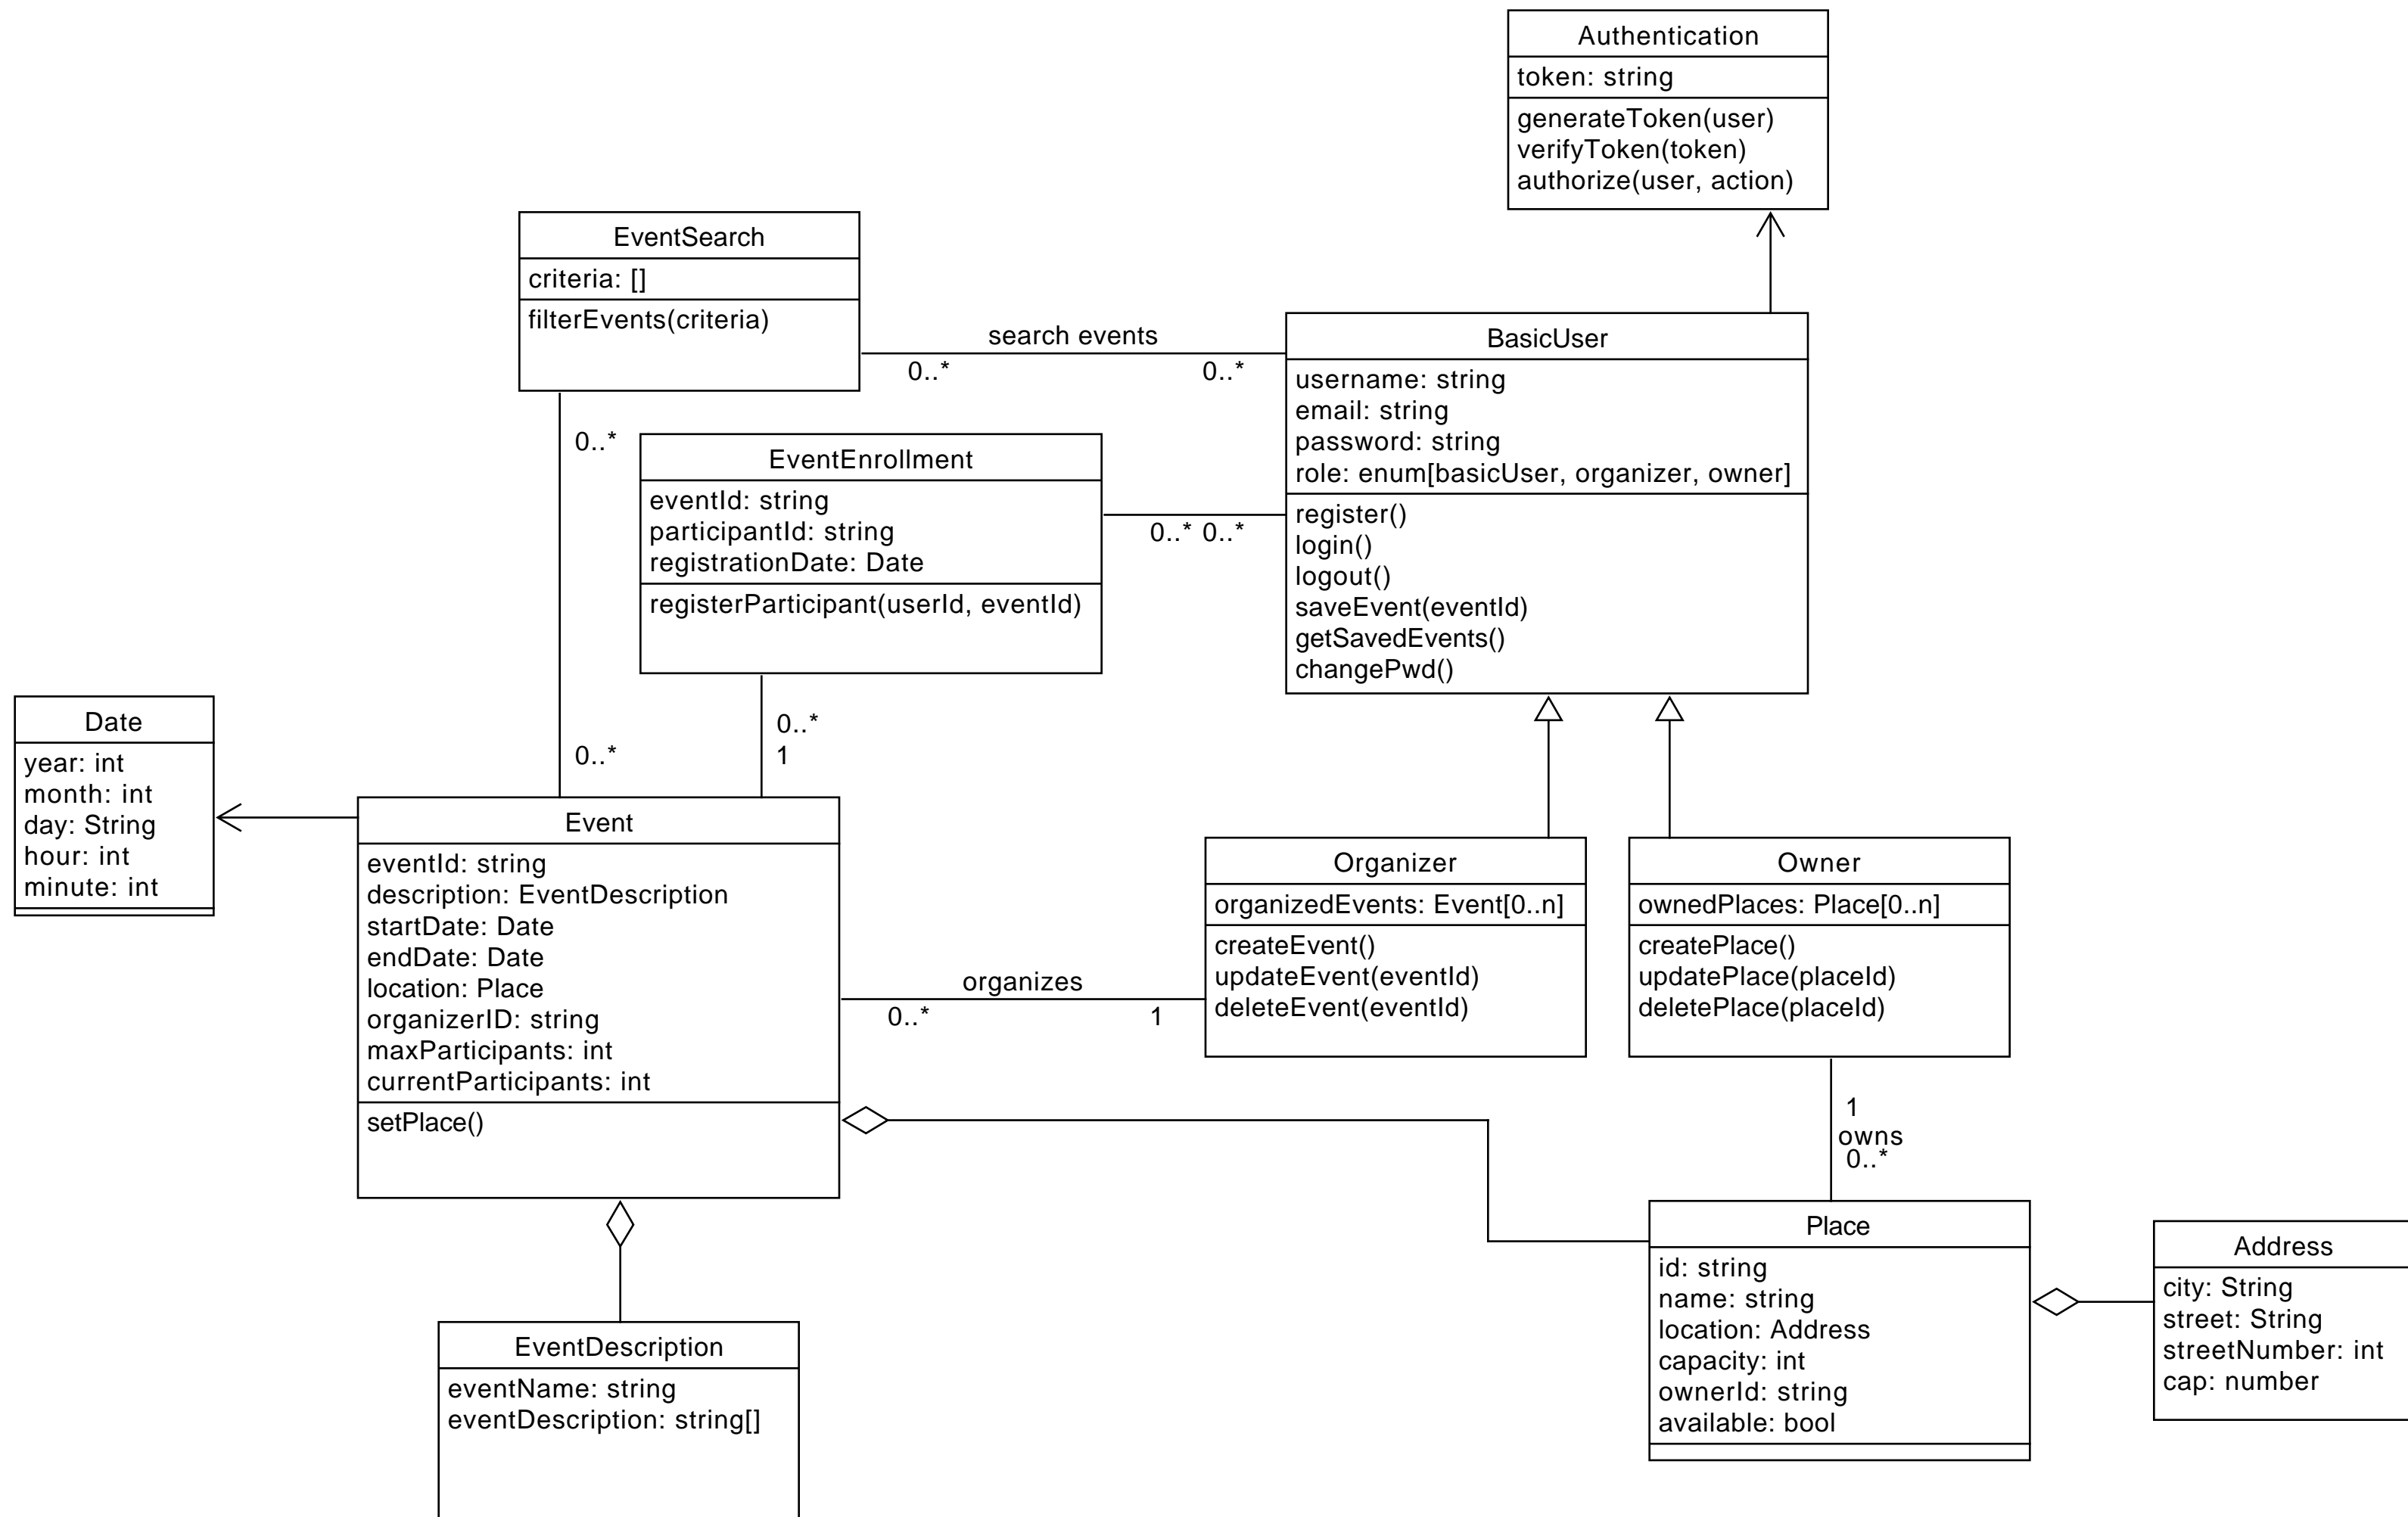 Authentication
token: string
generateToken(user)
verifyToken(token)
authorize(user, action)
EventSearch
criteria: []
filterEvents(criteria)
search events
0..*
0..*
BasicUser
username: string
email: string
password: string
role: enum[basicUser, organizer, owner]
register()
login()
logout()
saveEvent(eventId)
getSavedEvents()
changePwd()
0..*
EventEnrollment
eventId: string
participantId: string
registrationDate: Date
registerParticipant(userId, eventId)
0..* 0..*
0..*
0..*
1
Date
year: int
month: int
day: String
hour: int
minute: int
Event
eventId: string
description: EventDescription
startDate: Date
endDate: Date
location: Place
organizerID: string
maxParticipants: int
currentParticipants: int
setPlace()
organizes
0..*
1
Organizer
organizedEvents: Event[0..n]
createEvent()
updateEvent(eventId)
deleteEvent(eventId)
Owner
ownedPlaces: Place[0..n]
createPlace()
updatePlace(placeId)
deletePlace(placeId)
1
owns
0..*
Place
id: string
name: string
location: Address
capacity: int
ownerId: string
available: bool
Address
city: String
street: String
streetNumber: int
cap: number
EventDescription
eventName: string
eventDescription: string[]